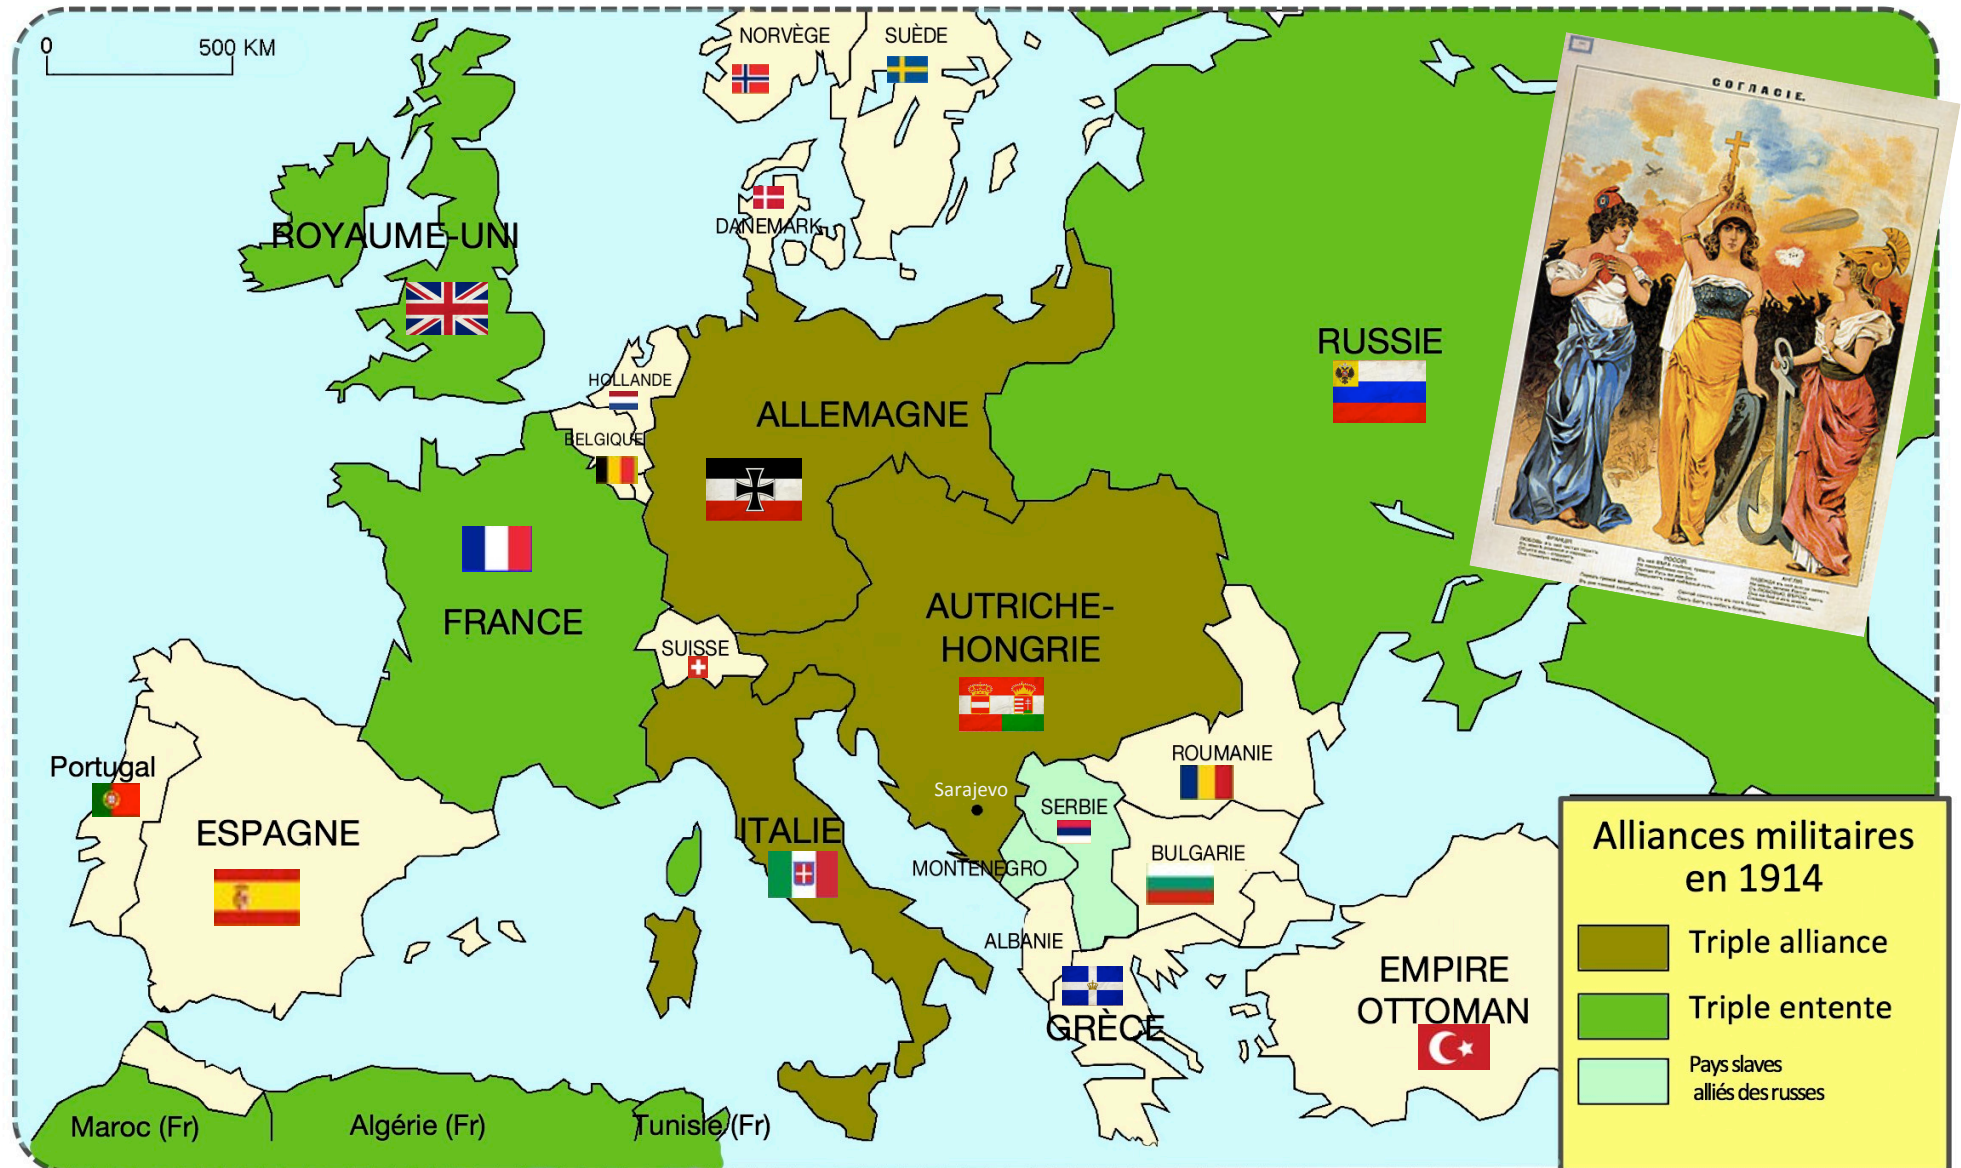 0
500 KM
NORVÈGE
SUÈDE
СОГЛАСІЕ.
ROYAUME-UNI
DANEMARK
RUSSIE
HOLLANDE
ALLEMAGNE
BELGIQUE
FRANCE
AUTRICHE-
HONGRIE
SUISSE
Portugal
ROUMANIE
Sarajevo
SERBIE
ESPAGNE
ITALIE
BULGARIE
MONTENEGRO
ALBANIE
GRÈCE
EMPIRE
OTTOMAN
Maroc (Fr)
Algérie (Fr)
Tunisie (Fr)
Alliances militaires
en 1914
Triple alliance
Triple entente
Pays slaves
alliés des russes